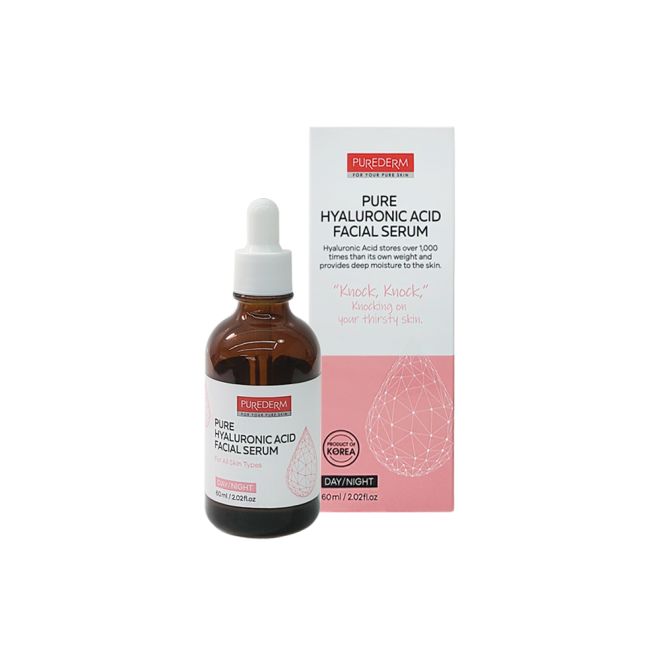 PUREDERM
FOR YOUR PURE SKIN
PURE
HYALURONIC ACID
FACIAL SERUM
Hyaluronic Acid stores over 1,000
times than its own weight and
provides deep moisture to the skin.
"Knock, Knock,"
Knocking on
your thirsty skin.
PRODUCT OF
KOREA
DAY/NIGHT
60ml / 2.02fl.oz
PUREDERM
FOR YOUR PURE SKIN
PURE
HYALURONIC ACID
FACIAL SERUM
For All Skin Types
DAY/NIGHT
60ml / 2.02fl.oz